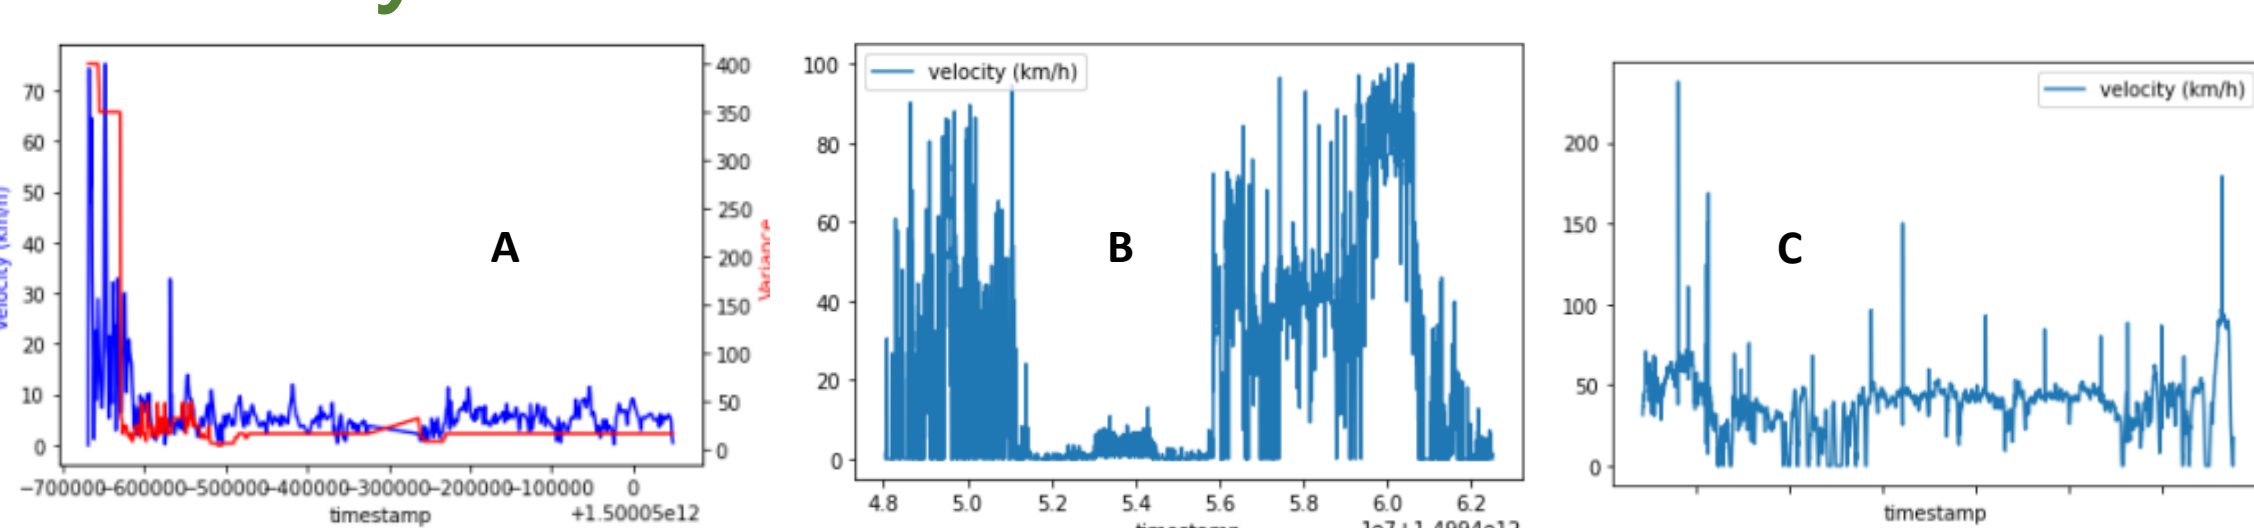 y
A
70
60
50
40
30
20
10
0
velocity (km/h)
400
350
300
250
200
150
100
50
0
Variance
−700000 −600000 −500000 −400000 −300000 −200000 −100000 0
timestamp
+1.50005e12
velocity (km/h)
B
100
80
60
40
20
0
4.8 5.0 5.2 5.4 5.6 5.8 6.0 6.2
timestamp
1e7+1.4994e12
velocity (km/h)
C
200
150
100
50
0
timestamp